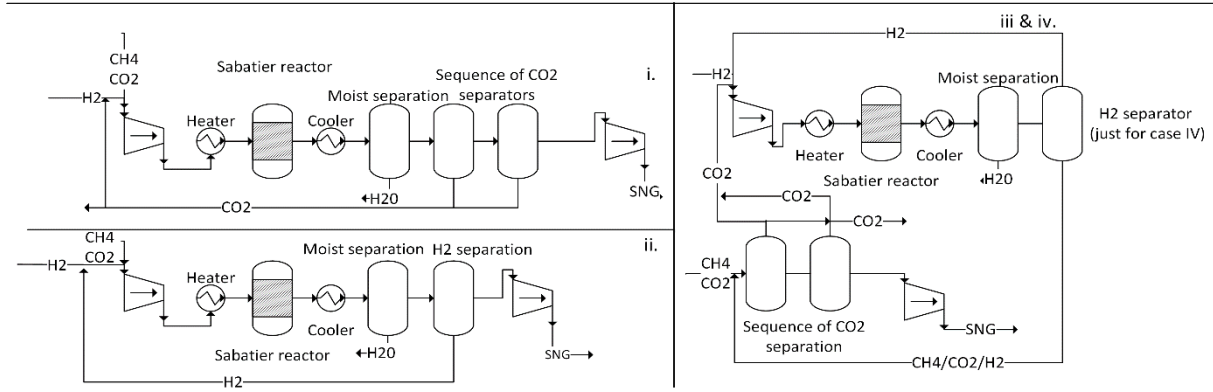 i.
CH4
CO2
H2
Sabatier reactor
Sequence of CO2
separators
Moist separation
Heater
Cooler
H20
CO2
SNG
ii.
CH4
CO2
H2
Moist separation H2 separation
Heater
Cooler
Sabatier reactor
H20
H2
SNG
iii & iv.
H2
H2
Moist separation
H2 separator
(just for case IV)
Heater
Cooler
Sabatier reactor
H20
CO2
CO2
CO2
CH4
CO2
Sequence of CO2
separation
SNG
CH4/CO2/H2